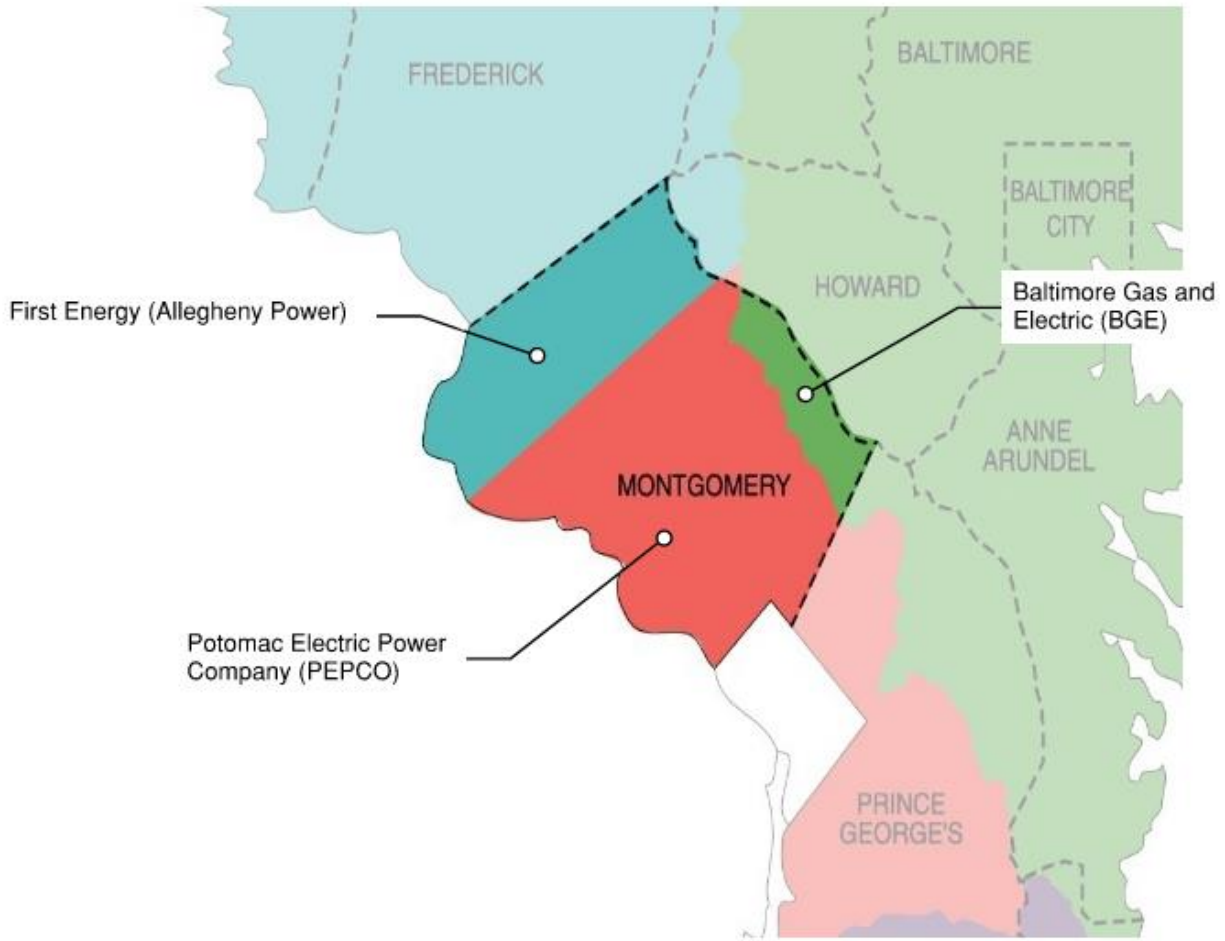 FREDERICK
BALTIMORE
BALTIMORE
CITY
HOWARD
First Energy (Allegheny Power)
Baltimore Gas and
Electric (BGE)
ANNE
ARUNDEL
MONTGOMERY
Potomac Electric Power
Company (PEPCO)
PRINCE
GEORGE'S